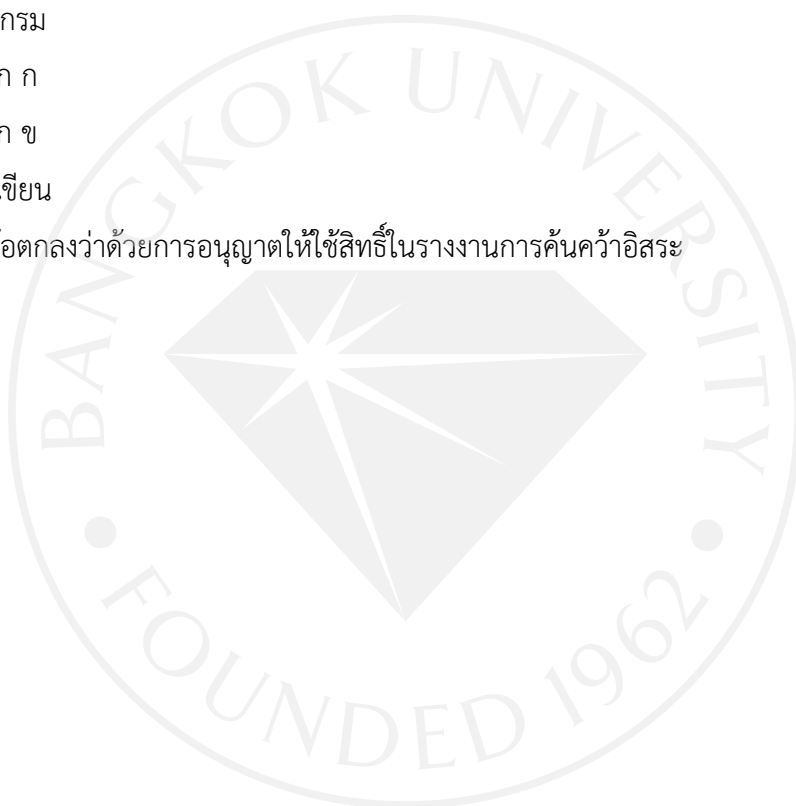 กรม
ก ก
ก ข
เขียน
้อตกลงว่าด้วยการอนุญาตให้ใช้สิทธิ์ในรางงานการค้นคว้าอิสระ
BANGKOK UNIVERSITY
FOUNDED 1962